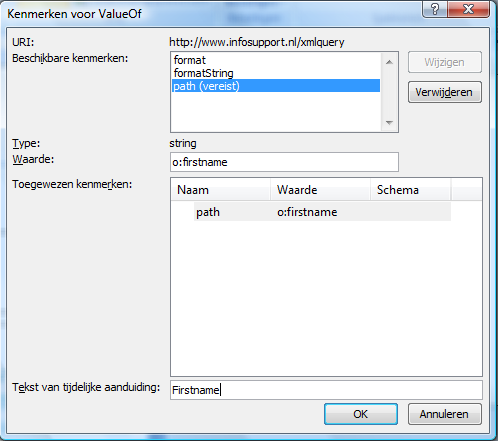 Kenmerken voor ValueOf
URI: http://www.infosupport.nl/xmlquery
Beschikbare kenmerken:
format
formatString
path (vereist)
Wijzigen
Verwijderen
Type: string
Waarde: o:firstname
Toegewezen kenmerken:
Naam Waarde Schema
path o:firstname
Tekst van tijdelijke aanduiding: Firstname
OK Annuleren